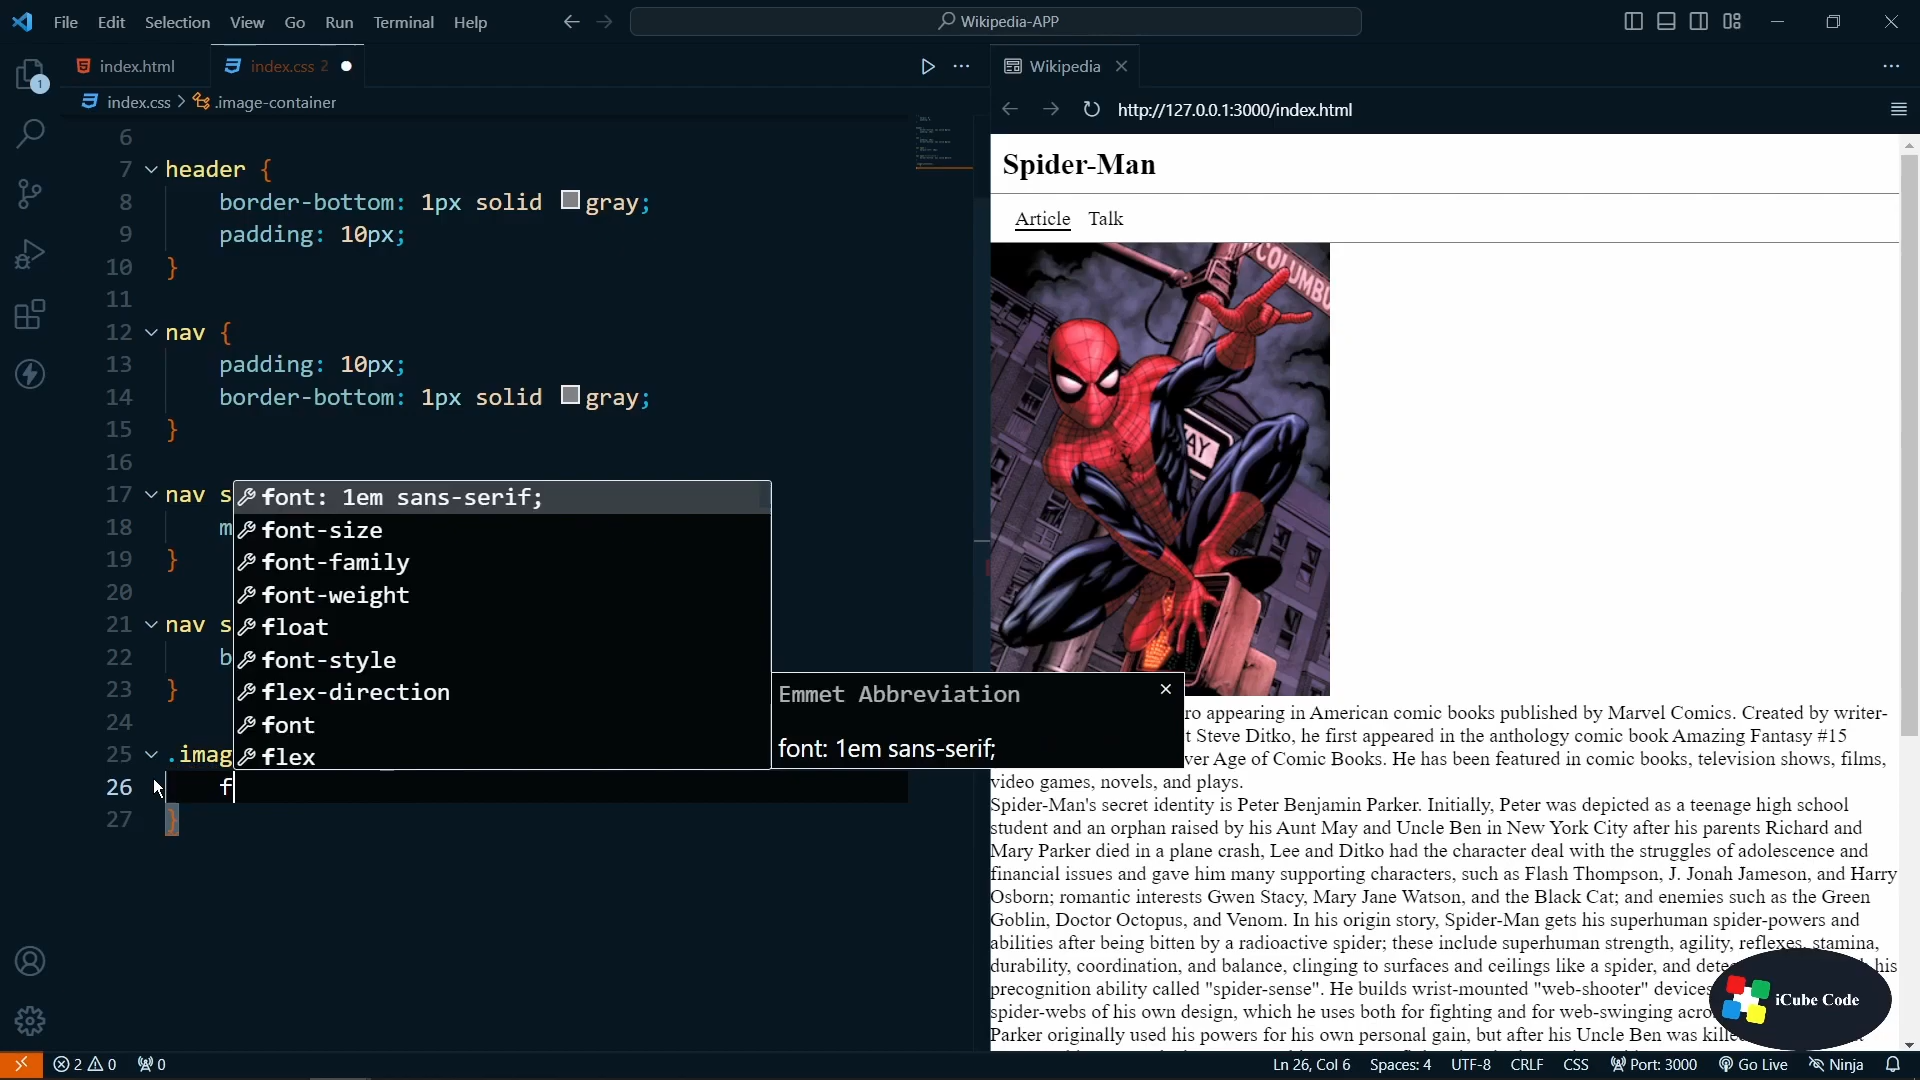 File Edit Selection View Go Run Terminal Help
Wikipedia-APP
index.html
index.css 2
Wikipedia
1
index.css > .image-container
http://127.0.0.1:3000/index.html
6
7 header {
8 border-bottom: 1px solid gray;
9 padding: 10px;
10 }
11
12 nav {
13 padding: 10px;
14 border-bottom: 1px solid gray;
15 }
16
17 nav s
18 m
19 }
20
21 nav s
22 b
23 }
24
25 .imag
26 f
27 }
font: 1em sans-serif;
font-size
font-family
font-weight
float
font-style
flex-direction
font
flex
Emmet Abbreviation
font: 1em sans-serif;
Spider-Man
Article Talk
COLUMBU
AY
ro appearing in American comic books published by Marvel Comics. Created by writer-
t Steve Ditko, he first appeared in the anthology comic book Amazing Fantasy #15
ver Age of Comic Books. He has been featured in comic books, television shows, films,
video games, novels, and plays.
Spider-Man's secret identity is Peter Benjamin Parker. Initially, Peter was depicted as a teenage high school
student and an orphan raised by his Aunt May and Uncle Ben in New York City after his parents Richard and
Mary Parker died in a plane crash, Lee and Ditko had the character deal with the struggles of adolescence and
financial issues and gave him many supporting characters, such as Flash Thompson, J. Jonah Jameson, and Harry
Osborn; romantic interests Gwen Stacy, Mary Jane Watson, and the Black Cat; and enemies such as the Green
Goblin, Doctor Octopus, and Venom. In his origin story, Spider-Man gets his superhuman spider-powers and
abilities after being bitten by a radioactive spider; these include superhuman strength, agility, reflexes, stamina,
durability, coordination, and balance, clinging to surfaces and ceilings like a spider, and dete his
precognition ability called "spider-sense". He builds wrist-mounted "web-shooter" devices
spider-webs of his own design, which he uses both for fighting and for web-swinging acro
Parker originally used his powers for his own personal gain, but after his Uncle Ben was kille
iCube Code
2 0 0
Ln 26, Col 6 Spaces: 4 UTF-8 CRLF CSS Port: 3000 Go Live Ninja